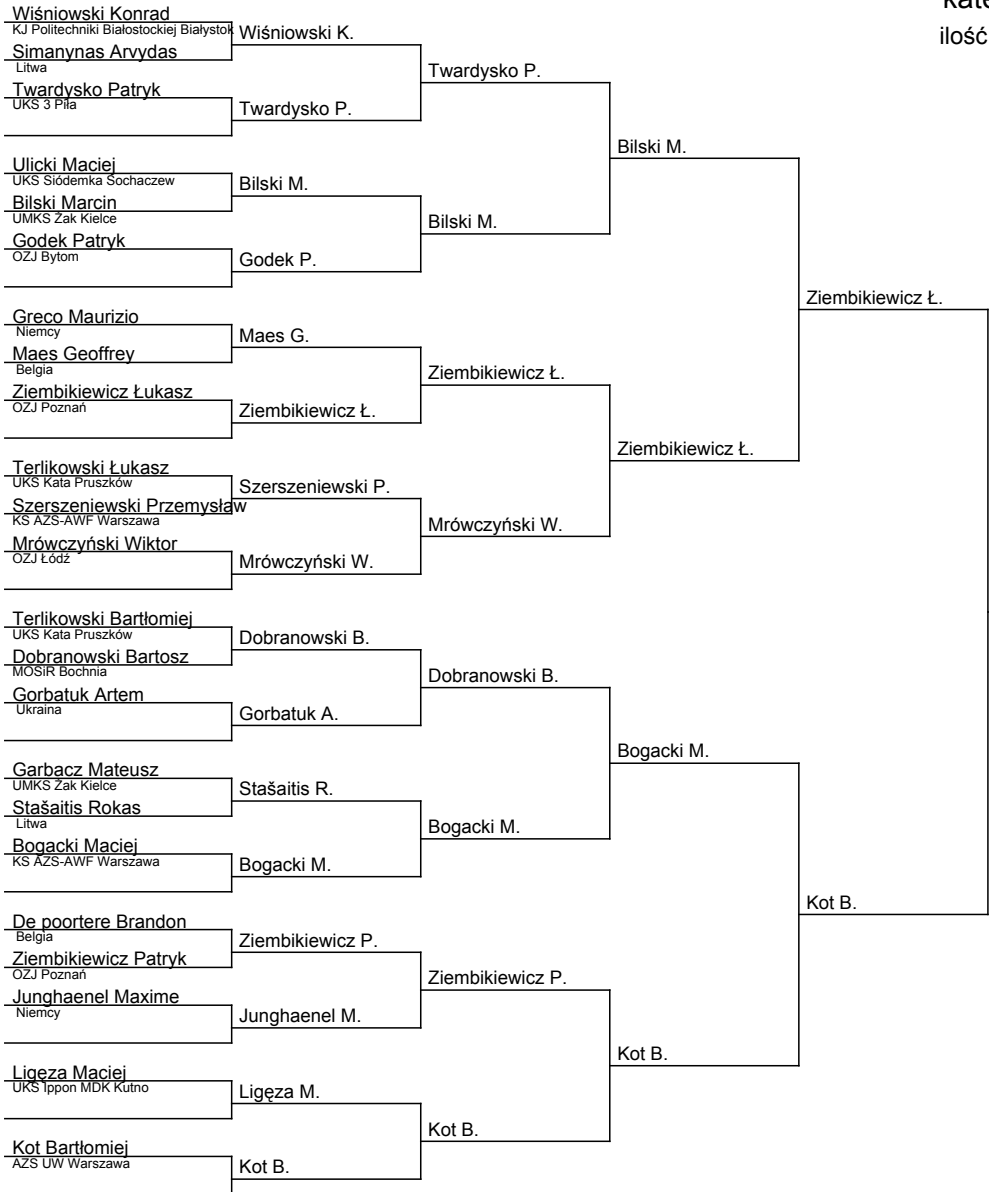 Wiśniowski Konrad
KJ Politechniki Białostockiej Białystok
Simanynas Arvydas
Litwa
Twardysko Patryk
UKS 3 Piła
Ulicki Maciej
UKS Siódemka Sochaczew
Bilski Marcin
UMKS Żak Kielce
Godek Patryk
OZJ Bytom
Greco Maurizio
Niemcy
Maes Geoffrey
Belgia
Ziembikiewicz Łukasz
OZJ Poznań
Terlikowski Łukasz
UKS Kata Pruszków
Szerszeniewski Przemysław
KS AZS-AWF Warszawa
Mrówczyński Wiktor
OZJ Łódź
Terlikowski Bartłomiej
UKS Kata Pruszków
Dobranowski Bartosz
MOSiR Bochnia
Gorbatuk Artem
Ukraina
Garbacz Mateusz
UMKS Żak Kielce
Stašaitis Rokas
Litwa
Bogacki Maciej
KS AZS-AWF Warszawa
De poortere Brandon
Belgia
Ziembikiewicz Patryk
OZJ Poznań
Junghaenel Maxime
Niemcy
Ligęza Maciej
UKS Ippon MDK Kutno
Kot Bartłomiej
AZS UW Warszawa
Wiśniowski K.
Twardysko P.
Bilski M.
Godek P.
Maes G.
Ziembikiewicz Ł.
Szerszeniewski P.
Mrówczyński W.
Dobranowski B.
Gorbatuk A.
Stašaitis R.
Bogacki M.
Ziembikiewicz P.
Junghaenel M.
Ligęza M.
Kot B.
Twardysko P.
Bilski M.
Ziembikiewicz Ł.
Mrówczyński W.
Dobranowski B.
Bogacki M.
Ziembikiewicz P.
Kot B.
Bilski M.
Ziembikiewicz Ł.
Bogacki M.
Kot B.
Ziembikiewicz Ł.
Kot B.
ilość